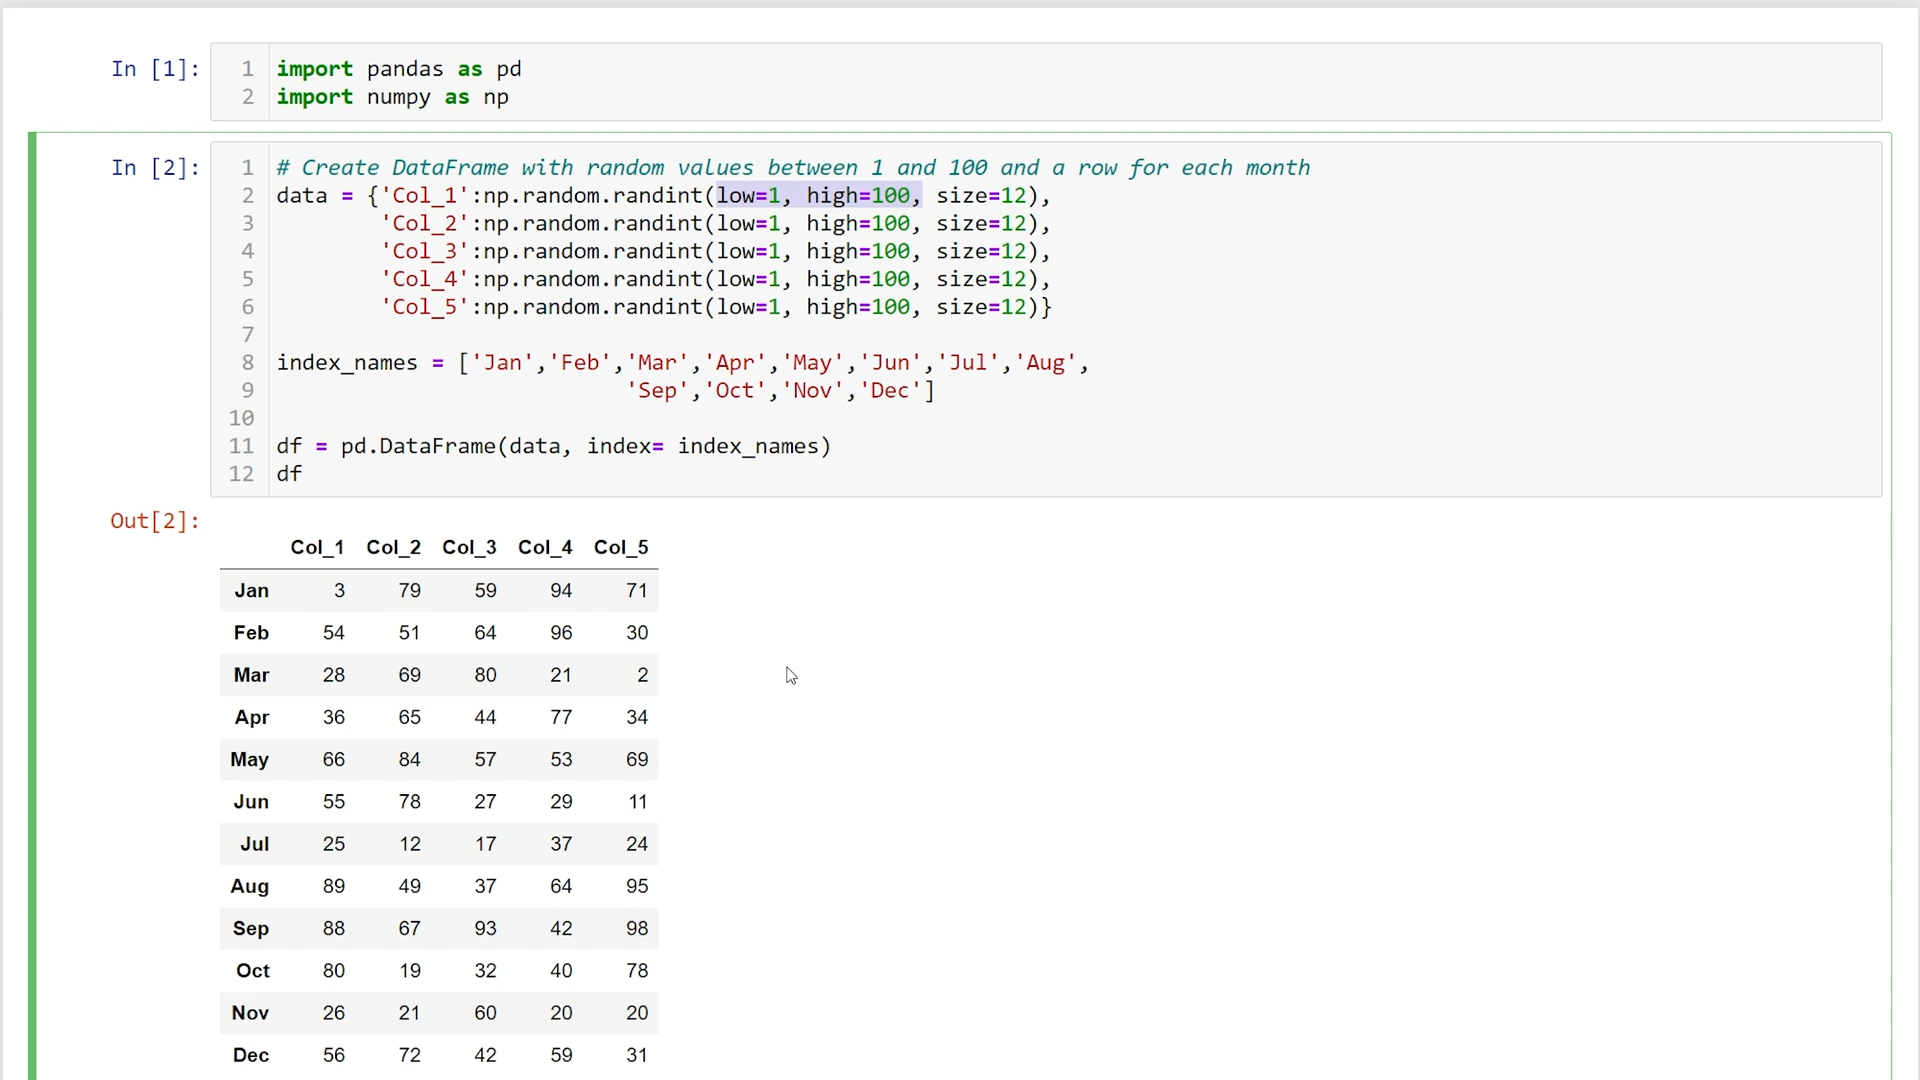 In [1]:
1 import pandas as pd
2 import numpy as np
In [2]:
1 # Create DataFrame with random values between 1 and 100 and a row for each month
2 data = {'Col_1':np.random.randint(low=1, high=100, size=12),
3 'Col_2':np.random.randint(low=1, high=100, size=12),
4 'Col_3':np.random.randint(low=1, high=100, size=12),
5 'Col_4':np.random.randint(low=1, high=100, size=12),
6 'Col_5':np.random.randint(low=1, high=100, size=12)}
7
8 index_names = ['Jan','Feb','Mar','Apr','May','Jun','Jul','Aug',
9 'Sep','Oct','Nov','Dec']
10
11 df = pd.DataFrame(data, index= index_names)
12 df
Out[2]:
Col_1 Col_2 Col_3 Col_4 Col_5
Jan 3 79 59 94 71
Feb 54 51 64 96 30
Mar 28 69 80 21 2
Apr 36 65 44 77 34
May 66 84 57 53 69
Jun 55 78 27 29 11
Jul 25 12 17 37 24
Aug 89 49 37 64 95
Sep 88 67 93 42 98
Oct 80 19 32 40 78
Nov 26 21 60 20 20
Dec 56 72 42 59 31